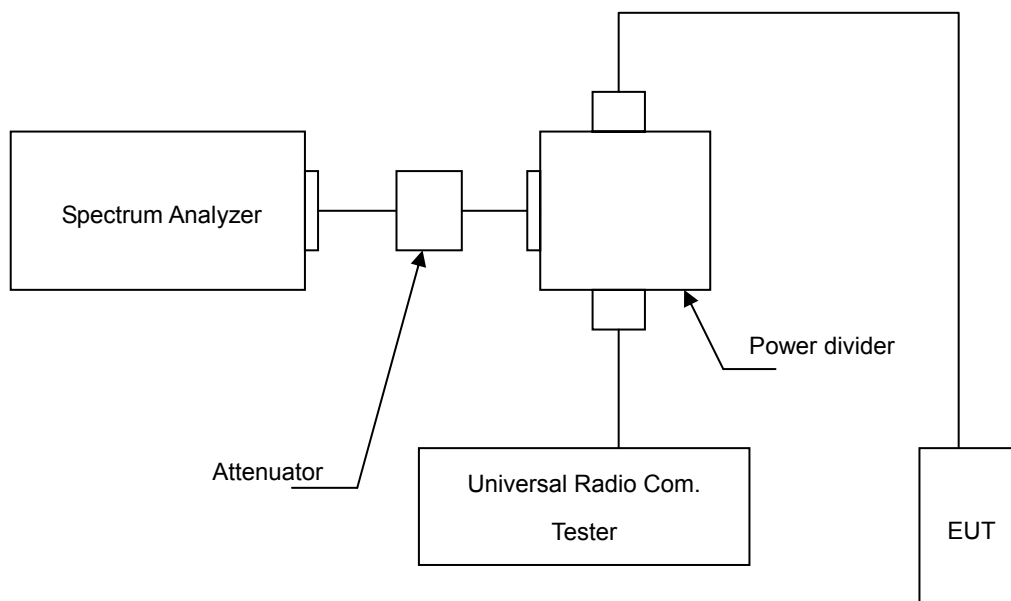 Spectrum Analyzer
Power divider
Attenuator
Universal Radio Com.
Tester
EUT